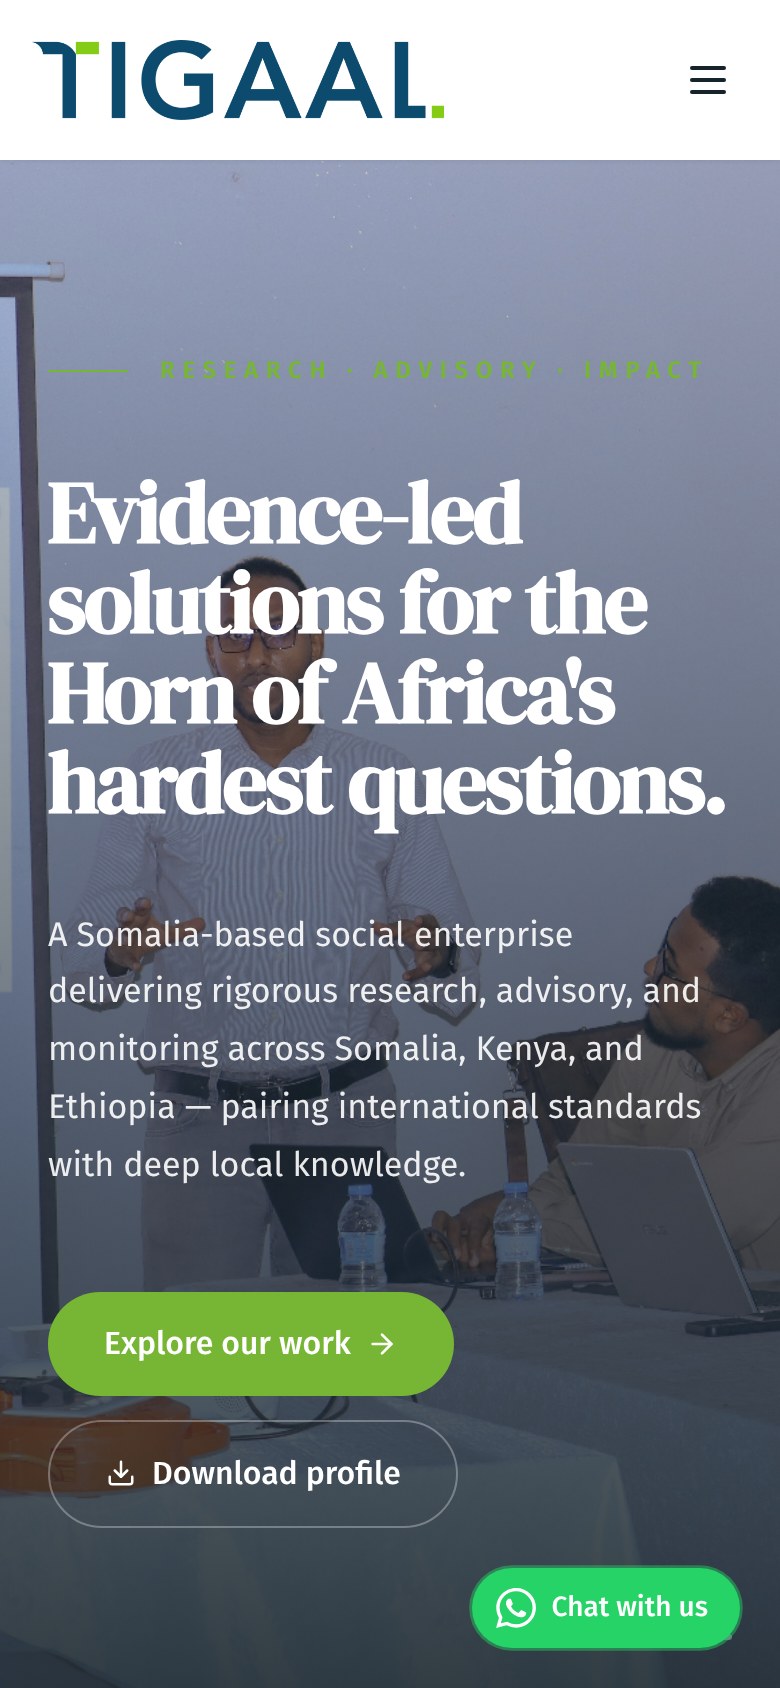 TIGAAL.
RESEARCH · ADVISORY · IMPACT
Evidence-led
solutions for the
Horn of Africa's
hardest questions.
A Somalia-based social enterprise
delivering rigorous research, advisory, and
monitoring across Somalia, Kenya, and
Ethiopia — pairing international standards
with deep local knowledge.
Explore our work →
Download profile
Chat with us